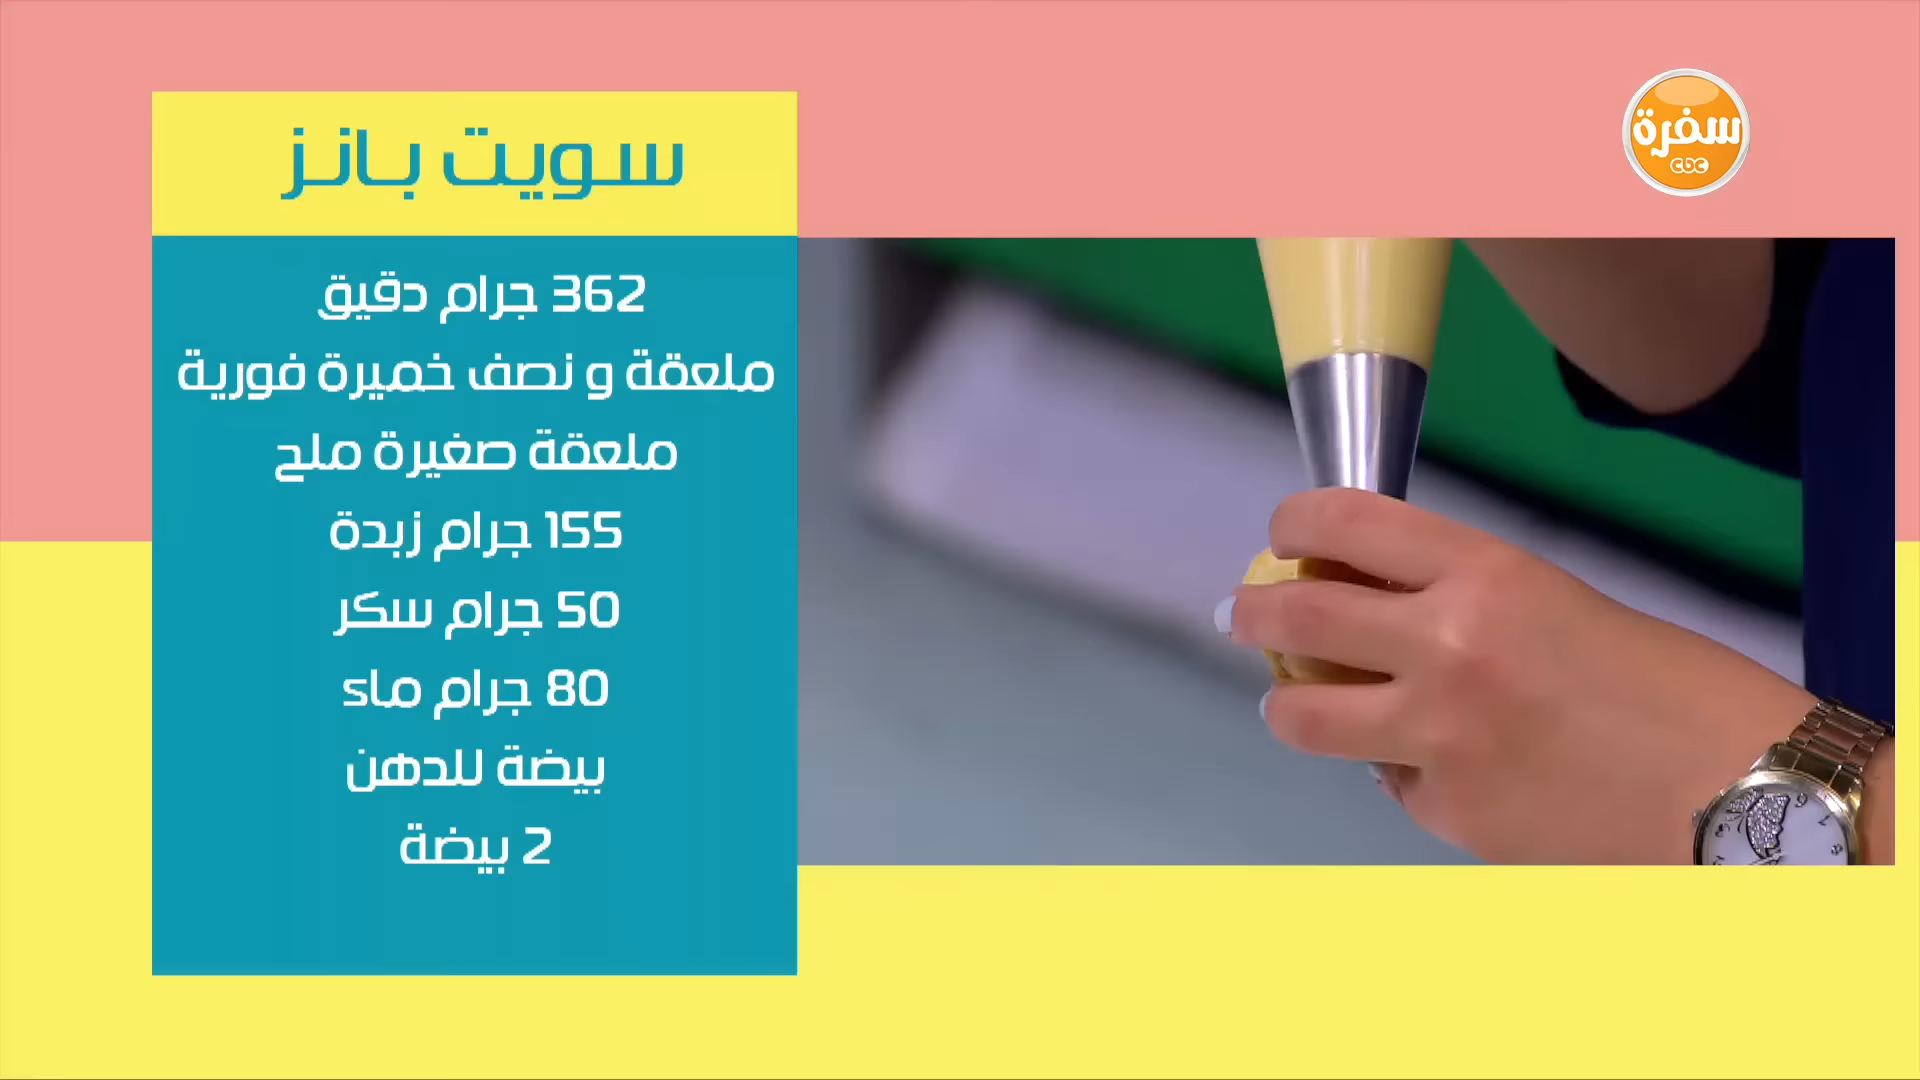 سويت بانز
362 جرام دقيق
ملعقة و نصف خميرة فورية
ملعقة صغيرة ملح
155 جرام زبدة
50 جرام سكر
80 جرام ماء
بيضة للدهن
2 بيضة
سفرة
cbc